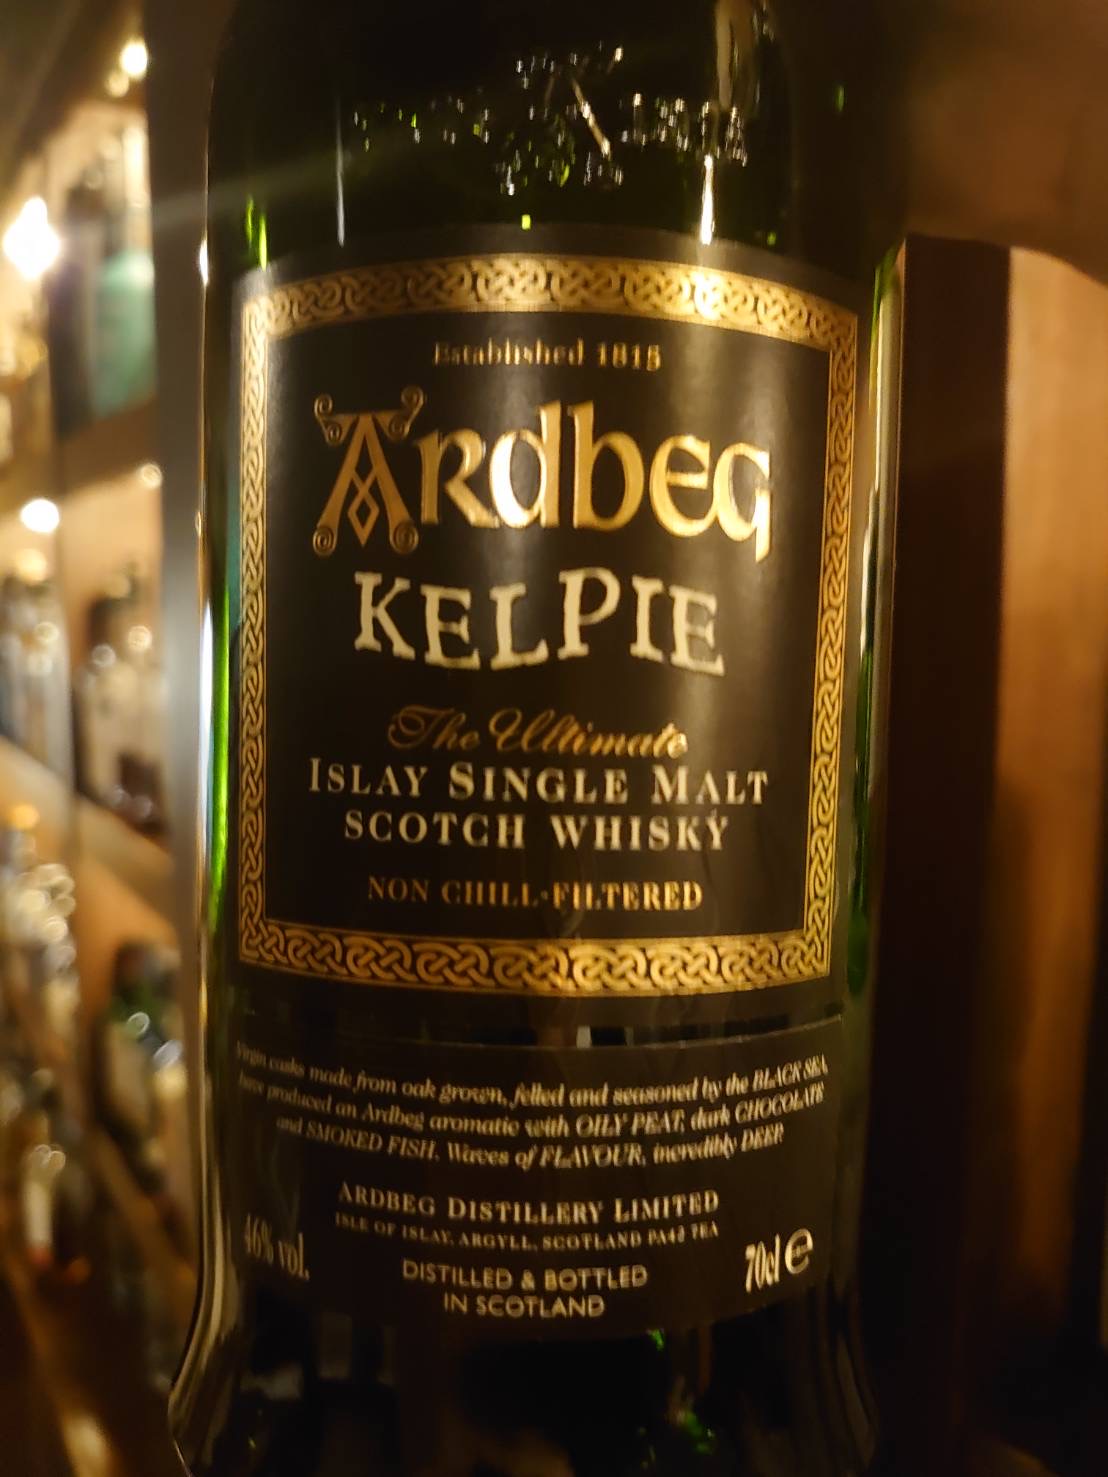 Established 1815
ARDBEG
KELPIE
The Ultimate
ISLAY SINGLE MALT
SCOTCH WHISKY
NON CHILL-FILTERED
Virgin casks made from oak grown, felled and seasoned by the BLACK SEA,
have produced an Ardbeg aromatic with OILY PEAT, dark CHOCOLATE
and SMOKED FISH. Waves of FLAVOUR, incredibly DEEP.
ARDBEG DISTILLERY LIMITED
ISLE OF ISLAY, ARGYLL, SCOTLAND PA42 7EA
46% vol.
DISTILLED & BOTTLED
IN SCOTLAND
70cl e